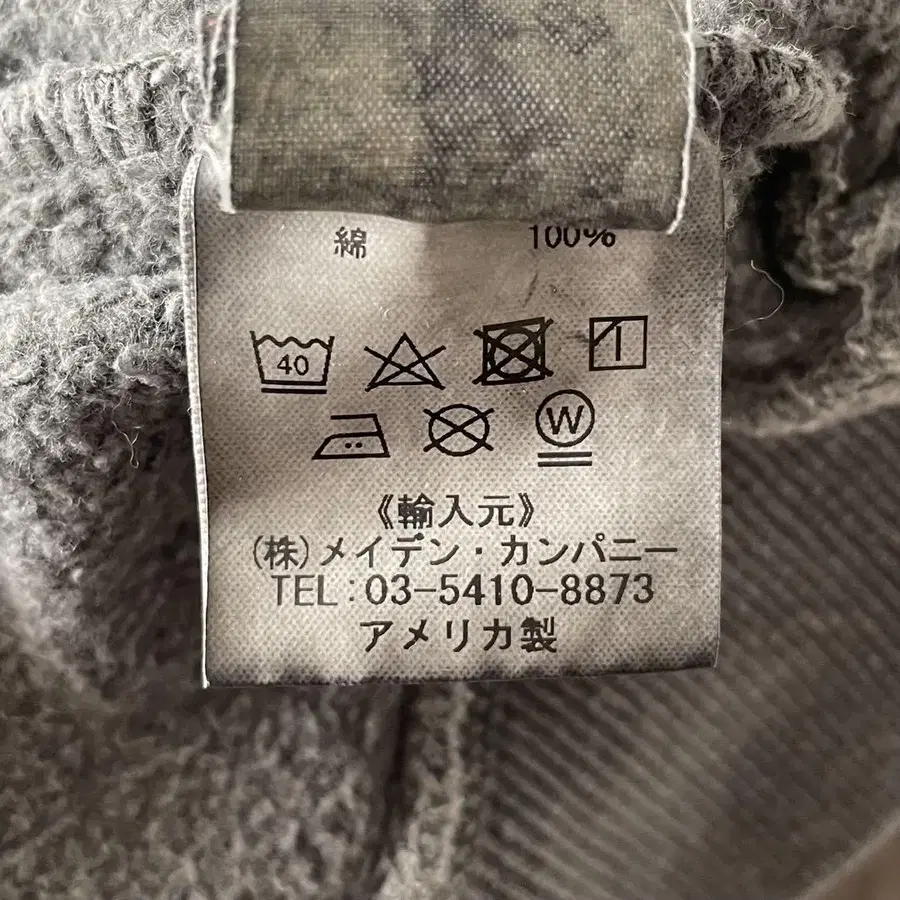 綿 100%
40
W
《輸入元》
(株)メイデン・カンパニー
TEL:03-5410-8873
アメリカ製